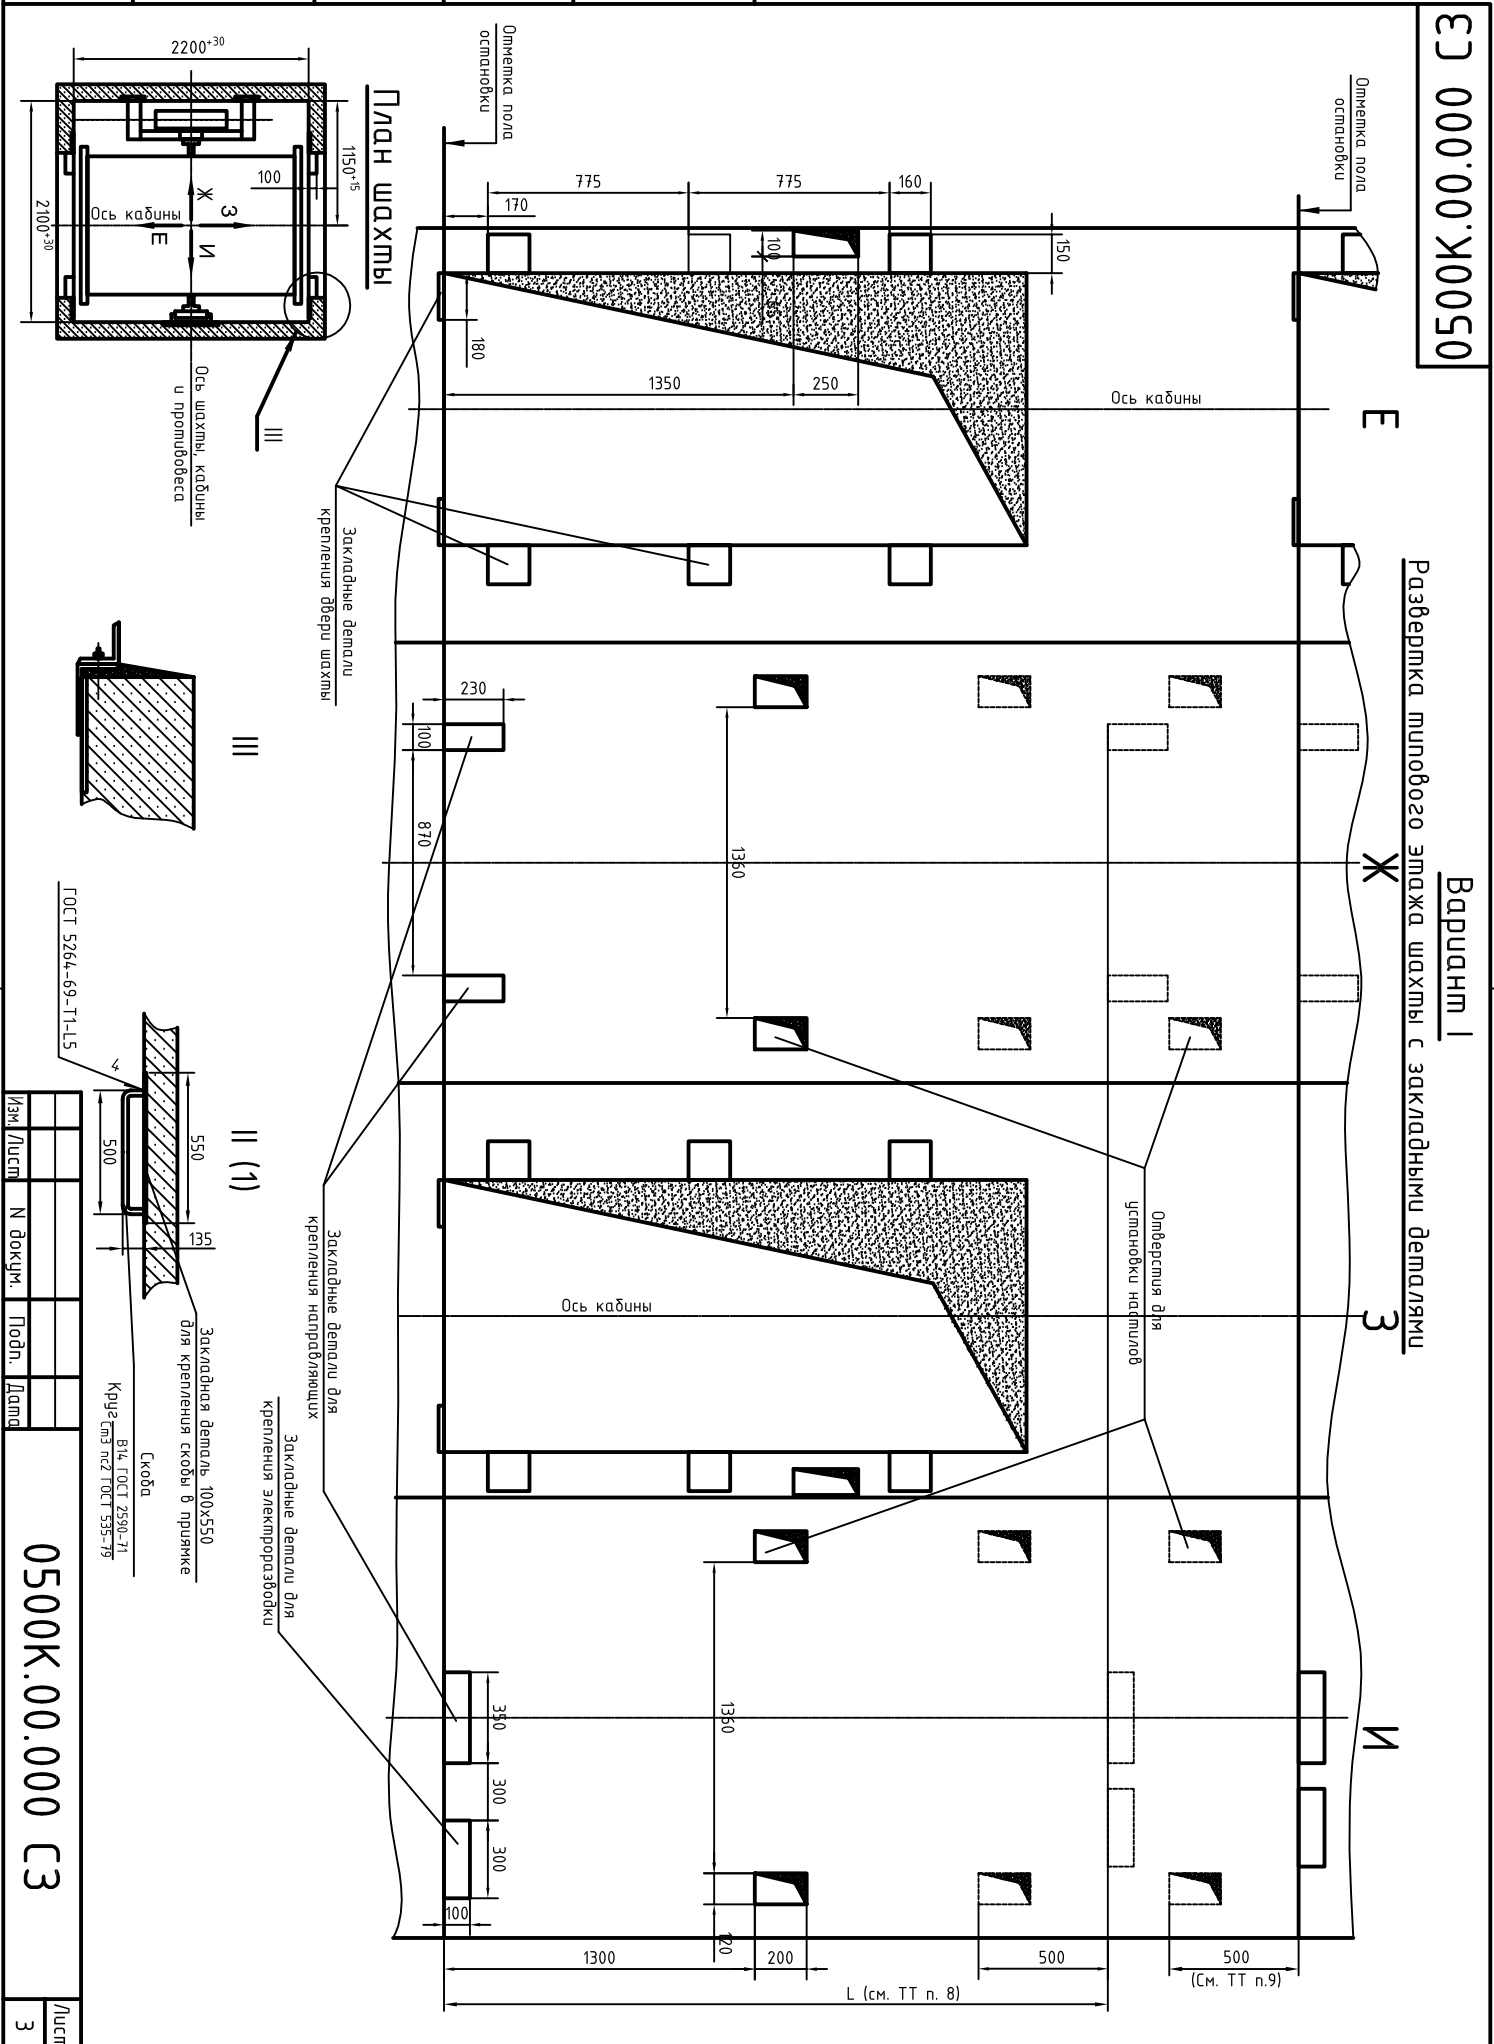 0500К.00.000 С3
Вариант I
Развертка типового этажа шахты с закладными деталями
Е
Ж
З
И
Отметка пола
остановки
Отметка пола
остановки
775
775
160
170
150
100
180
1350
250
Ось кабины
Закладные детали
крепления двери шахты
230
100
870
1360
Отверстия для
установки настилов
Ось кабины
Закладные детали для
крепления направляющих
Закладные детали для
крепления электроразводки
1360
350
300
300
100
120
1300
200
500
500
(См. ТТ п.9)
L (см. ТТ п. 8)
План шахты
2200+30
1150+15
100
2100+30
Ось кабины
Ж
З
Е
И
III
Ось шахты, кабины
и противовеса
III
II (1)
ГОСТ 5264-69-Т1-L5
4
550
500
135
Закладная деталь 100х550
для крепления скобы в приямке
Скоба
Круг
В14 ГОСТ 2590-71
Ст3 пс2 ГОСТ 535-79
Изм.
Лист
N докум.
Подп.
Дата
0500К.00.000 С3
Лист
3